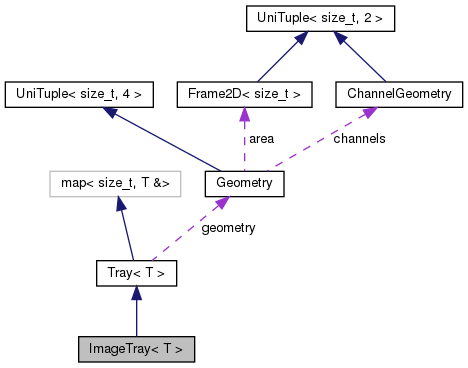 UniTuple< size_t, 2 >
UniTuple< size_t, 4 >
Frame2D< size_t >
ChannelGeometry
area
channels
map< size_t, T &>
Geometry
geometry
Tray< T >
ImageTray< T >